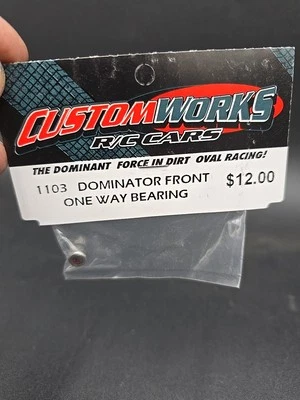 CUSTOMWORKS
R/C CARS
THE DOMINANT FORCE IN DIRT OVAL RACING!
1103 DOMINATOR FRONT $12.00
ONE WAY BEARING